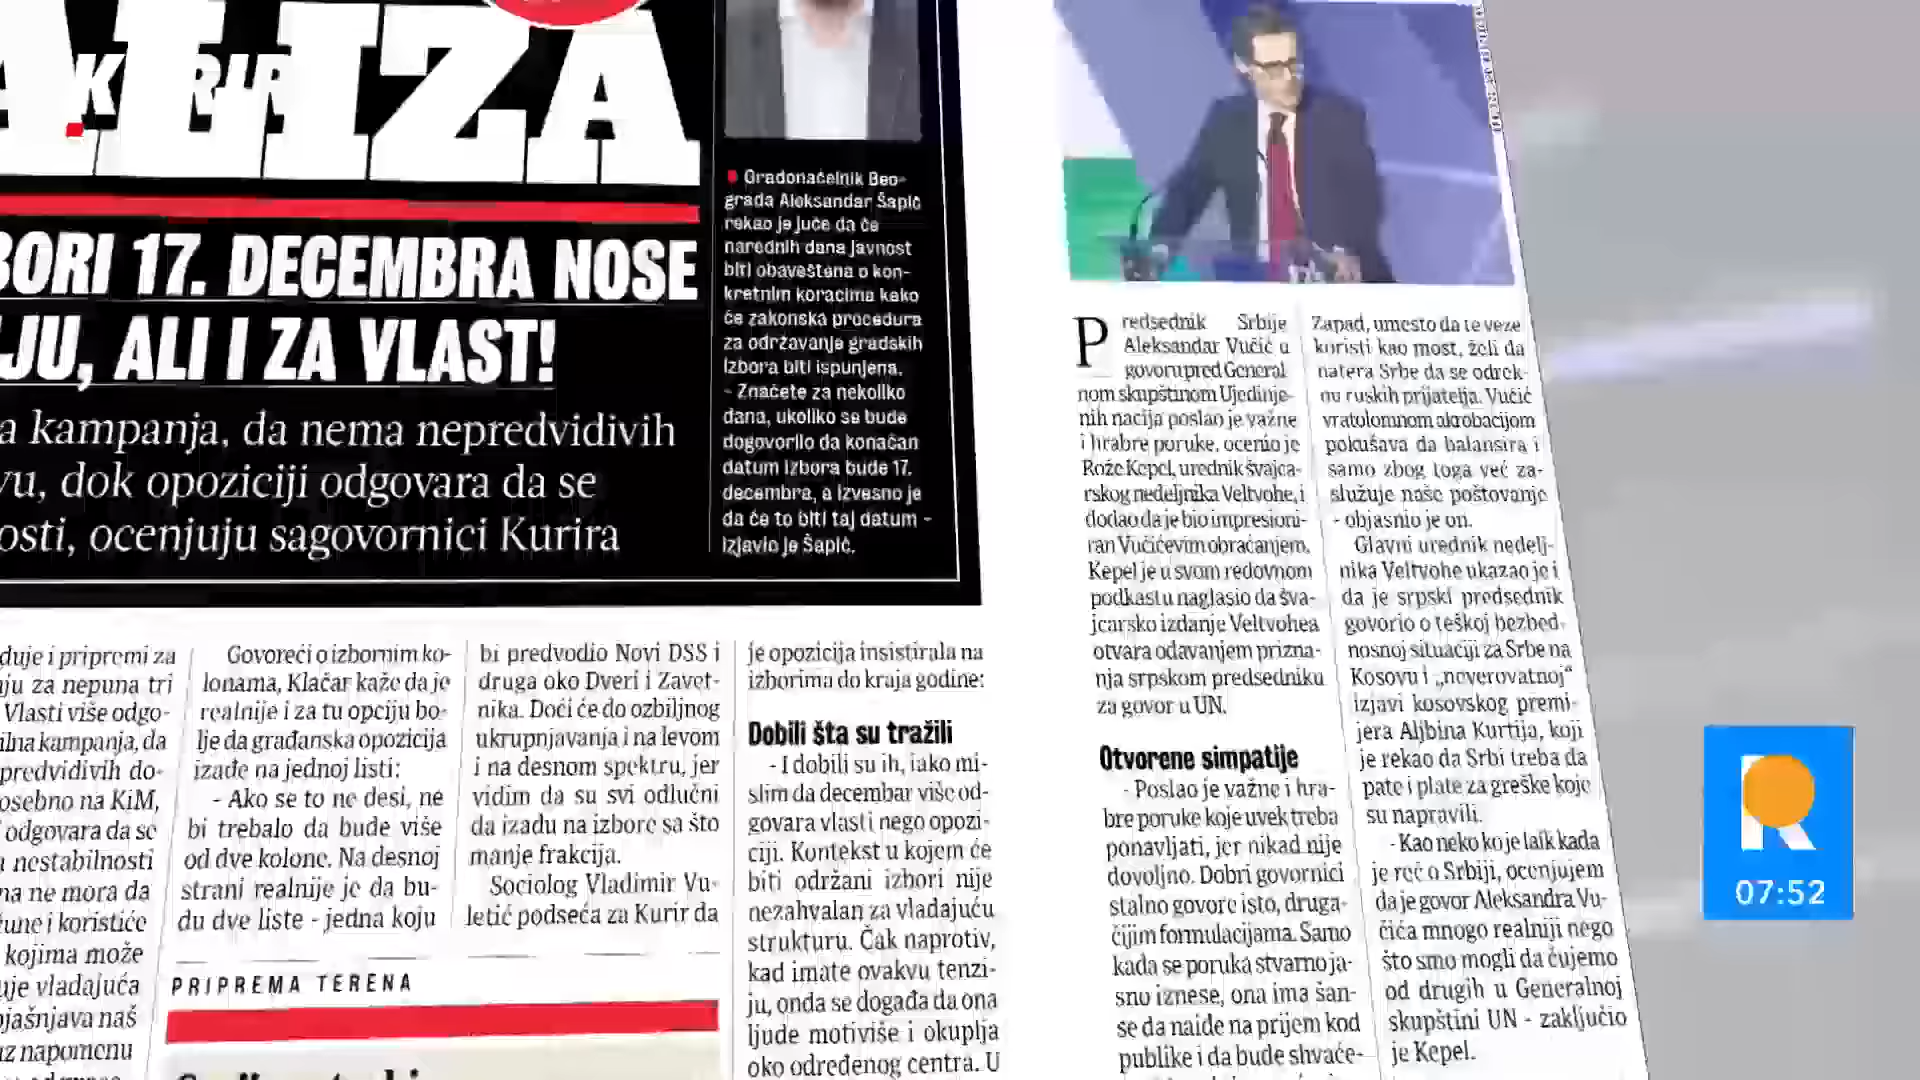 KURIR
ALIZA
BORI 17. DECEMBRA NOSE
JU, ALI I ZA VLAST!
a kampanja, da nema nepredvidivih
vu, dok opoziciji odgovara da se
osti, ocenjuju sagovornici Kurira
Gradonačelnik Beo-
grada Aleksandar Šapić
rekao je juče da će
narednih dana javnost
biti obaveštena o kon-
kretnim koracima kako
će zakonska procedura
za održavanje gradskih
izbora biti ispunjena.
- Znaćete za nekoliko
dana, ukoliko se bude
dogovorilo da konačan
datum izbora bude 17.
decembra, a izvesno je
da će to biti taj datum -
izjavio je Šapić.
duje i pripremi za
ju za nepuna tri
Vlasti više odgo-
ilna kampanja, da
predvidivih do-
osebno na KiM,
odgovara da se
nestabilnosti
na ne mora da
tune i koristiće
kojima može
uje vladajuća
ojašnjava naš
uz napomenu
Govoreći o izbornim ko-
lonama, Klačar kaže da je
realnije i za tu opciju bo-
lje da građanska opozicija
izađe na jednoj listi:
- Ako se to ne desi, ne
bi trebalo da bude više
od dve kolone. Na desnoj
strani realnije je da bu-
du dve liste - jedna koju
PRIPREMA TERENA
bi predvodio Novi DSS i
druga oko Dveri i Zavet-
nika. Doći će do ozbiljnog
ukrupnjavanja i na levom
i na desnom spektru, jer
vidim da su svi odlučni
da izađu na izbore sa što
manje frakcija.
Sociolog Vladimir Vu-
letić podseća za Kurir da
je opozicija insistirala na
izborima do kraja godine:
Dobili šta su tražili
- I dobili su ih, iako mi-
slim da decembar više od-
govara vlasti nego opozi-
ciji. Kontekst u kojem će
biti održani izbori nije
nezahvalan za vladajuću
strukturu. Čak naprotiv,
kad imate ovakvu tenzi-
ju, onda se događa da ona
ljude motiviše i okuplja
oko određenog centra. U
Predsednik Srbije
Aleksandar Vučić u
govoru pred General
nom skupštinom Ujedinje-
nih nacija poslao je važne
i hrabre poruke, ocenio je
Rože Kepel, urednik švajca-
rskog nedeljnika Veltvohe, i
dodao da je bio impresioni-
ran Vučićevim obraćanjem.
Kepel je u svom redovnom
podkastu naglasio da šva-
jcarsko izdanje Veltvohea
otvara odavanjem prizna-
nja srpskom predsedniku
za govor u UN.
Otvorene simpatije
- Poslao je važne i hra-
bre poruke koje uvek treba
ponavljati, jer nikad nije
dovoljno. Dobri govornici
stalno govore isto, druga-
čijim formulacijama. Samo
kada se poruka stvarno ja-
sno iznese, ona ima šan-
se da naiđe na prijem kod
publike i da bude shvaće-
Zapad, umesto da te veze
koristi kao most, želi da
natera Srbe da se odrek-
nu ruskih prijatelja. Vučić
vratolomnom akrobacijom
pokušava da balansira i
samo zbog toga već za-
služuje naše poštovanje
- objasnio je on.
Glavni urednik nedelj-
nika Veltvohe ukazao je i
da je srpski predsednik
govorio o teškoj bezbed-
nosnoj situaciji za Srbe na
Kosovu i „neverovatnoj“
izjavi kosovskog premi-
jera Aljbina Kurtija, koji
je rekao da Srbi treba da
pate i plate za greške koje
su napravili.
- Kao neko ko je laik kada
je reč o Srbiji, ocenjujem
da je govor Aleksandra Vu-
čića mnogo realniji nego
što smo mogli da čujemo
od drugih u Generalnoj
skupštini UN - zaključio
je Kepel.
R
07:52